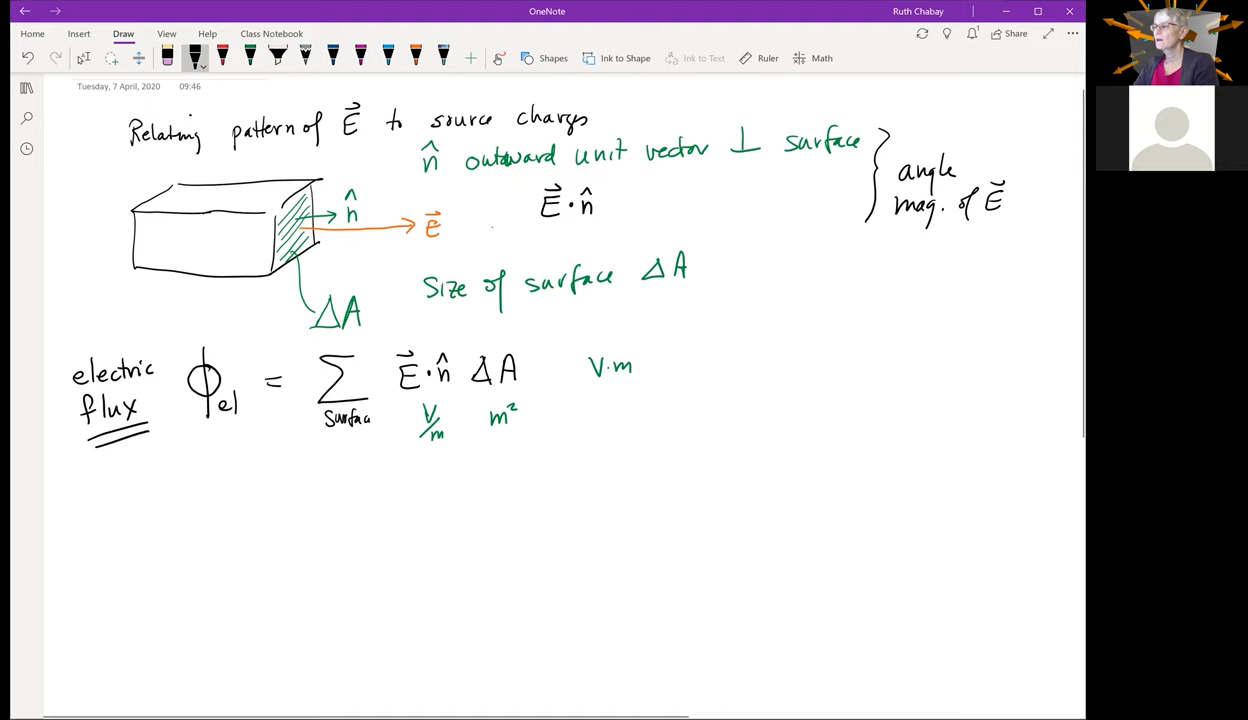 OneNote
Ruth Chabay
Home Insert Draw View Help Class Notebook
Share
Shapes Ink to Shape Ink to Text Ruler Math
Tuesday, 7 April, 2020 09:46
Relating pattern of E⃗ to source charges
n̂ outward unit vector ⊥ surface
E⃗ · n̂
} angle
mag. of E⃗
n̂
E⃗
Size of surface ΔA
ΔA
electric flux
ϕel = ∑ E⃗ · n̂ ΔA V·m
surfac
V/m m²